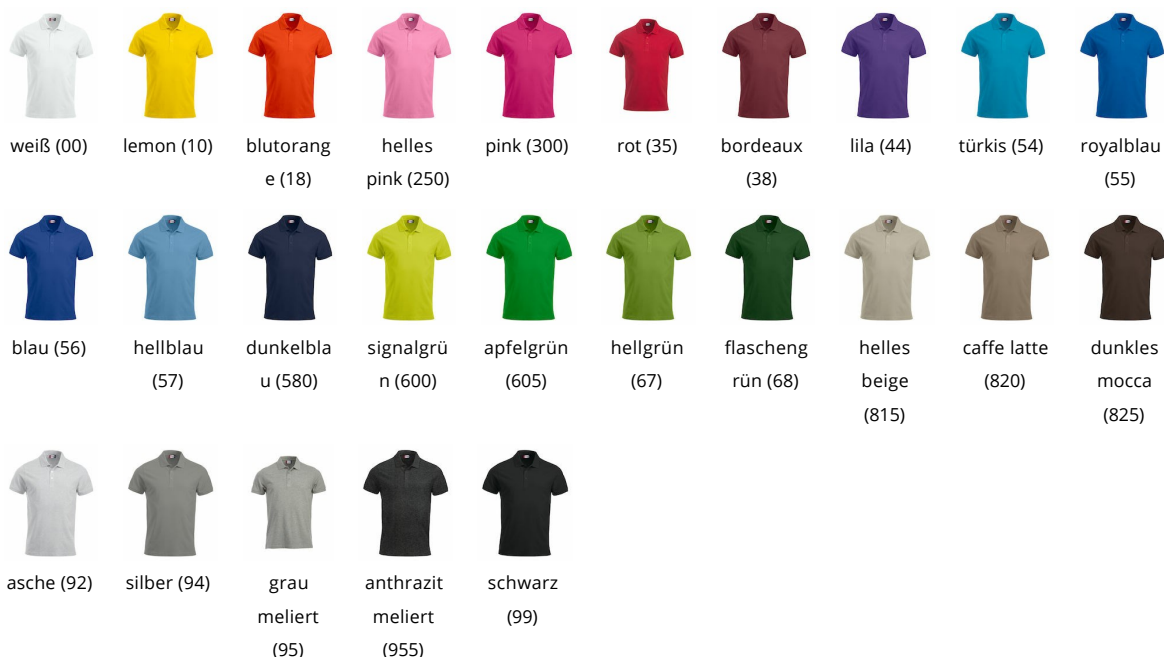 weiß (00) lemon (10) blutorang helles pink (300) rot (35) bordeaux lila (44) türkis (54) royalblau
e (18) pink (250) (38) (55)
blau (56) hellblau dunkelbla signalgrü apfelgrün hellgrün flascheng helles caffe latte dunkles
(57) u (580) n (600) (605) (67) rün (68) beige (820) mocca
(815) (825)
asche (92) silber (94) grau anthrazit schwarz
meliert meliert (99)
(95) (955)